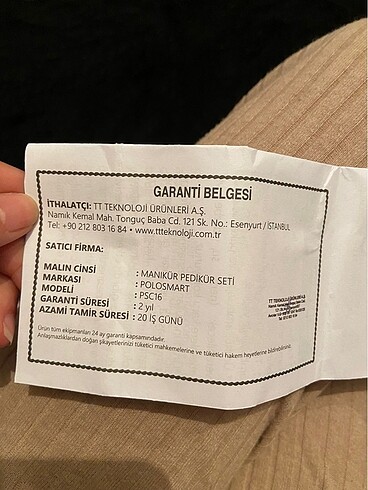 GARANTİ BELGESİ
İTHALATÇI: TT TEKNOLOJİ ÜRÜNLERİ A.Ş.
Namık Kemal Mah. Tonguç Baba Cd. 121 Sk. No.: Esenyurt / İSTANBUL
Tel: +90 212 803 16 84 • www.ttteknoloji.com.tr
SATICI FİRMA:
MALIN CİNSİ : MANİKÜR PEDİKÜR SETİ
MARKASI : POLOSMART
MODELİ : PSC16
GARANTİ SÜRESİ : 2 yıl
AZAMİ TAMİR SÜRESİ : 20 İŞ GÜNÜ
TT TEKNOLOJİ ÜRÜNLERİ A.Ş.
Ürün tüm ekipmanları 24 ay garanti kapsamındadır.
Anlaşmazlıklardan doğan şikayetlerinizi tüketici mahkemelerine ve tüketici hakem heyetlerine bildirebilirsiniz.